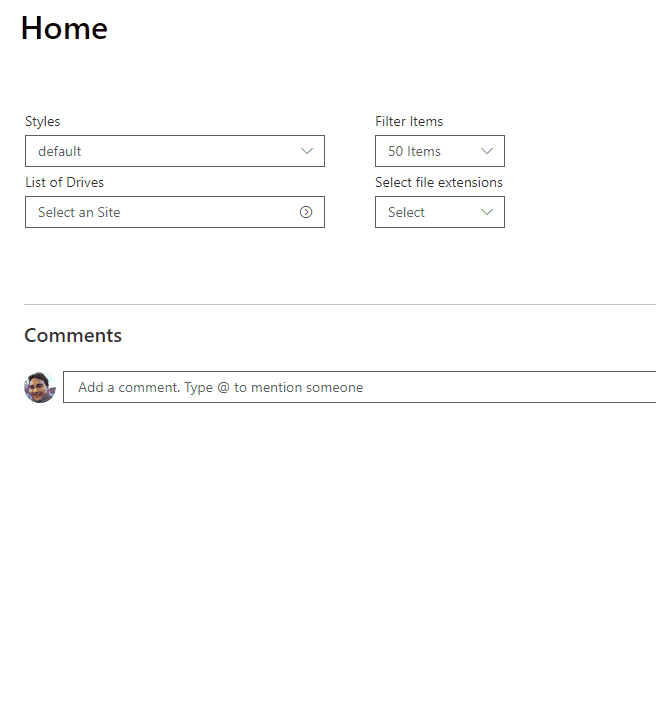 Home
Styles
Filter Items
default
50 Items
List of Drives
Select file extensions
Select an Site
Select
Comments
Add a comment. Type @ to mention someone